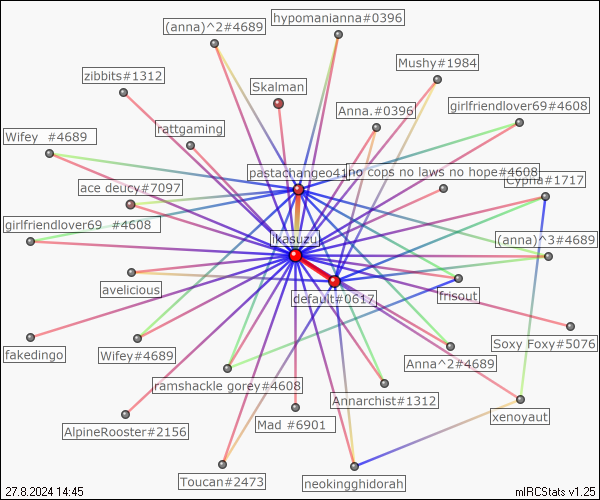 (anna)^2#4689
hypomanianna#0396
Mushy#1984
zibbits#1312
Skalman
Anna.#0396
girlfriendlover69#4608
rattgaming
Wifey  #4689
pastachangeo41
no cops no laws no hope#4608
Cypria#1717
ace deucy#7097
girlfriendlover69  #4608
ikasuzu
(anna)^3#4689
avelicious
default#0617
frisout
fakedingo
Wifey#4689
Anna^2#4689
Soxy Foxy#5076
ramshackle gorey#4608
Annarchist#1312
AlpineRooster#2156
Mad  #6901
xenoyaut
Toucan#2473
neokingghidorah
27.8.2024 14:45
mIRCStats v1.25